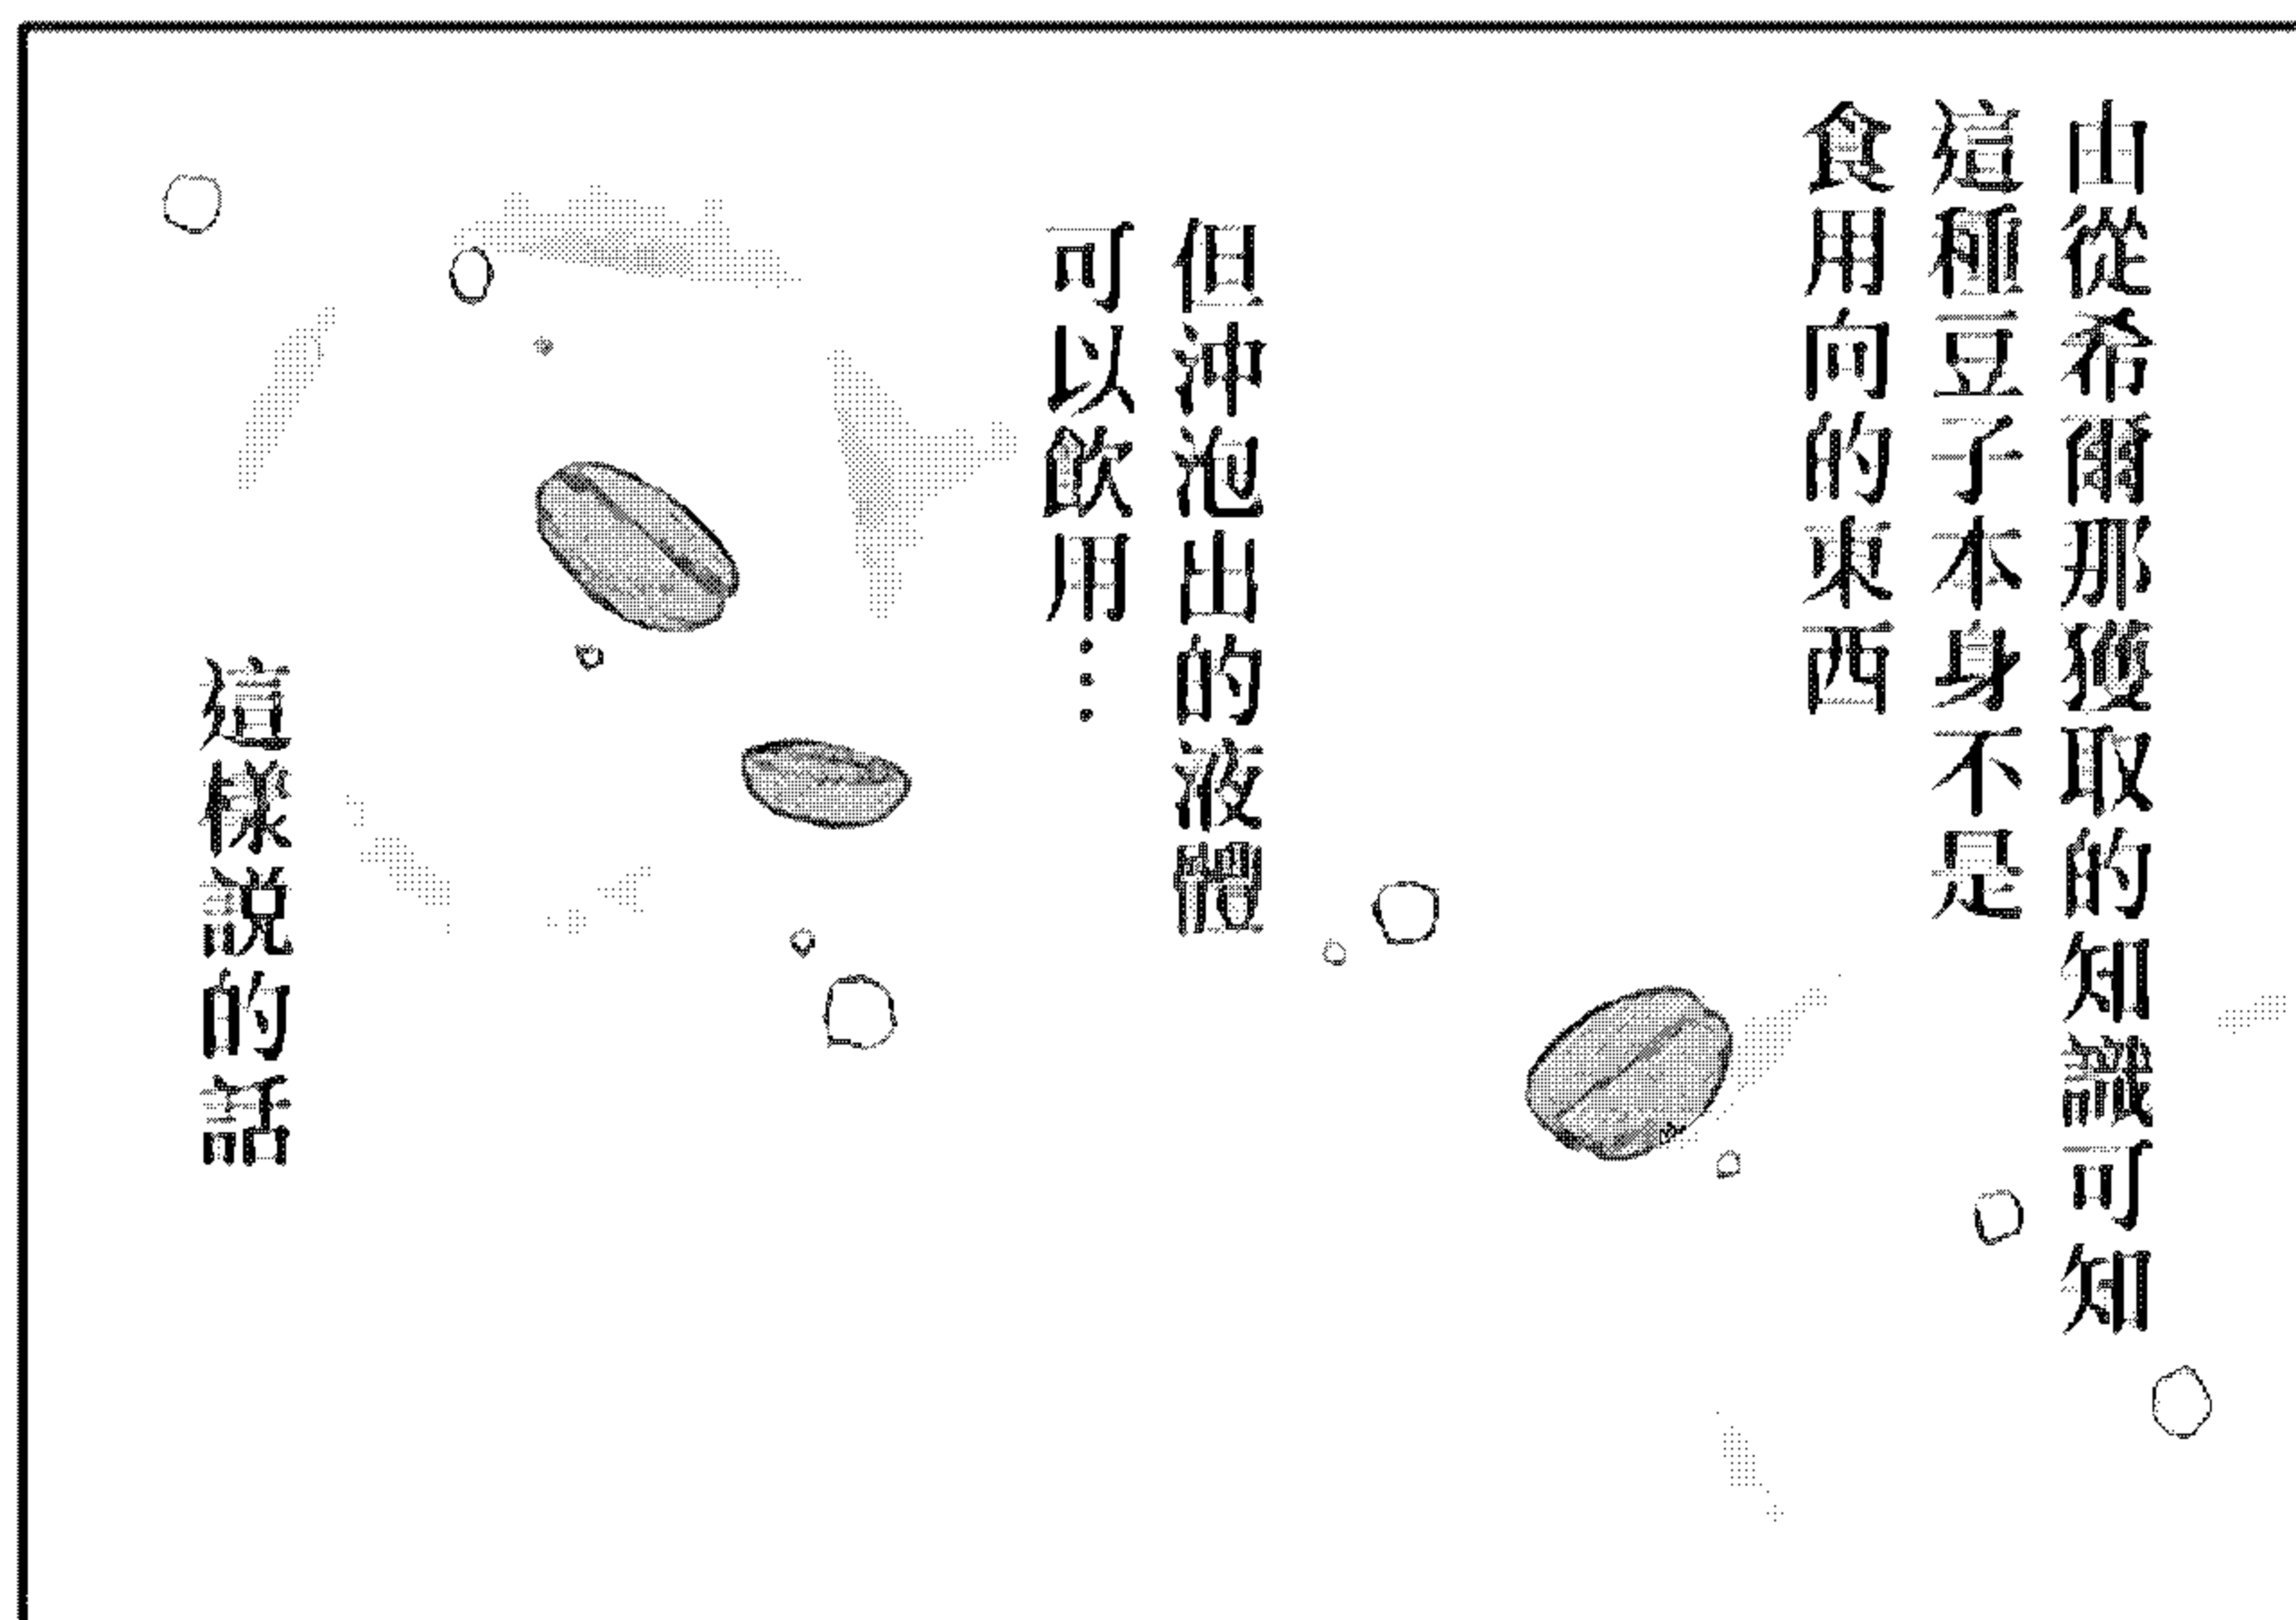 由從希爾那獲取的知識可知
這種豆子本身不是
食用向的東西
但沖泡出的液體
可以飲用…
這樣説的話